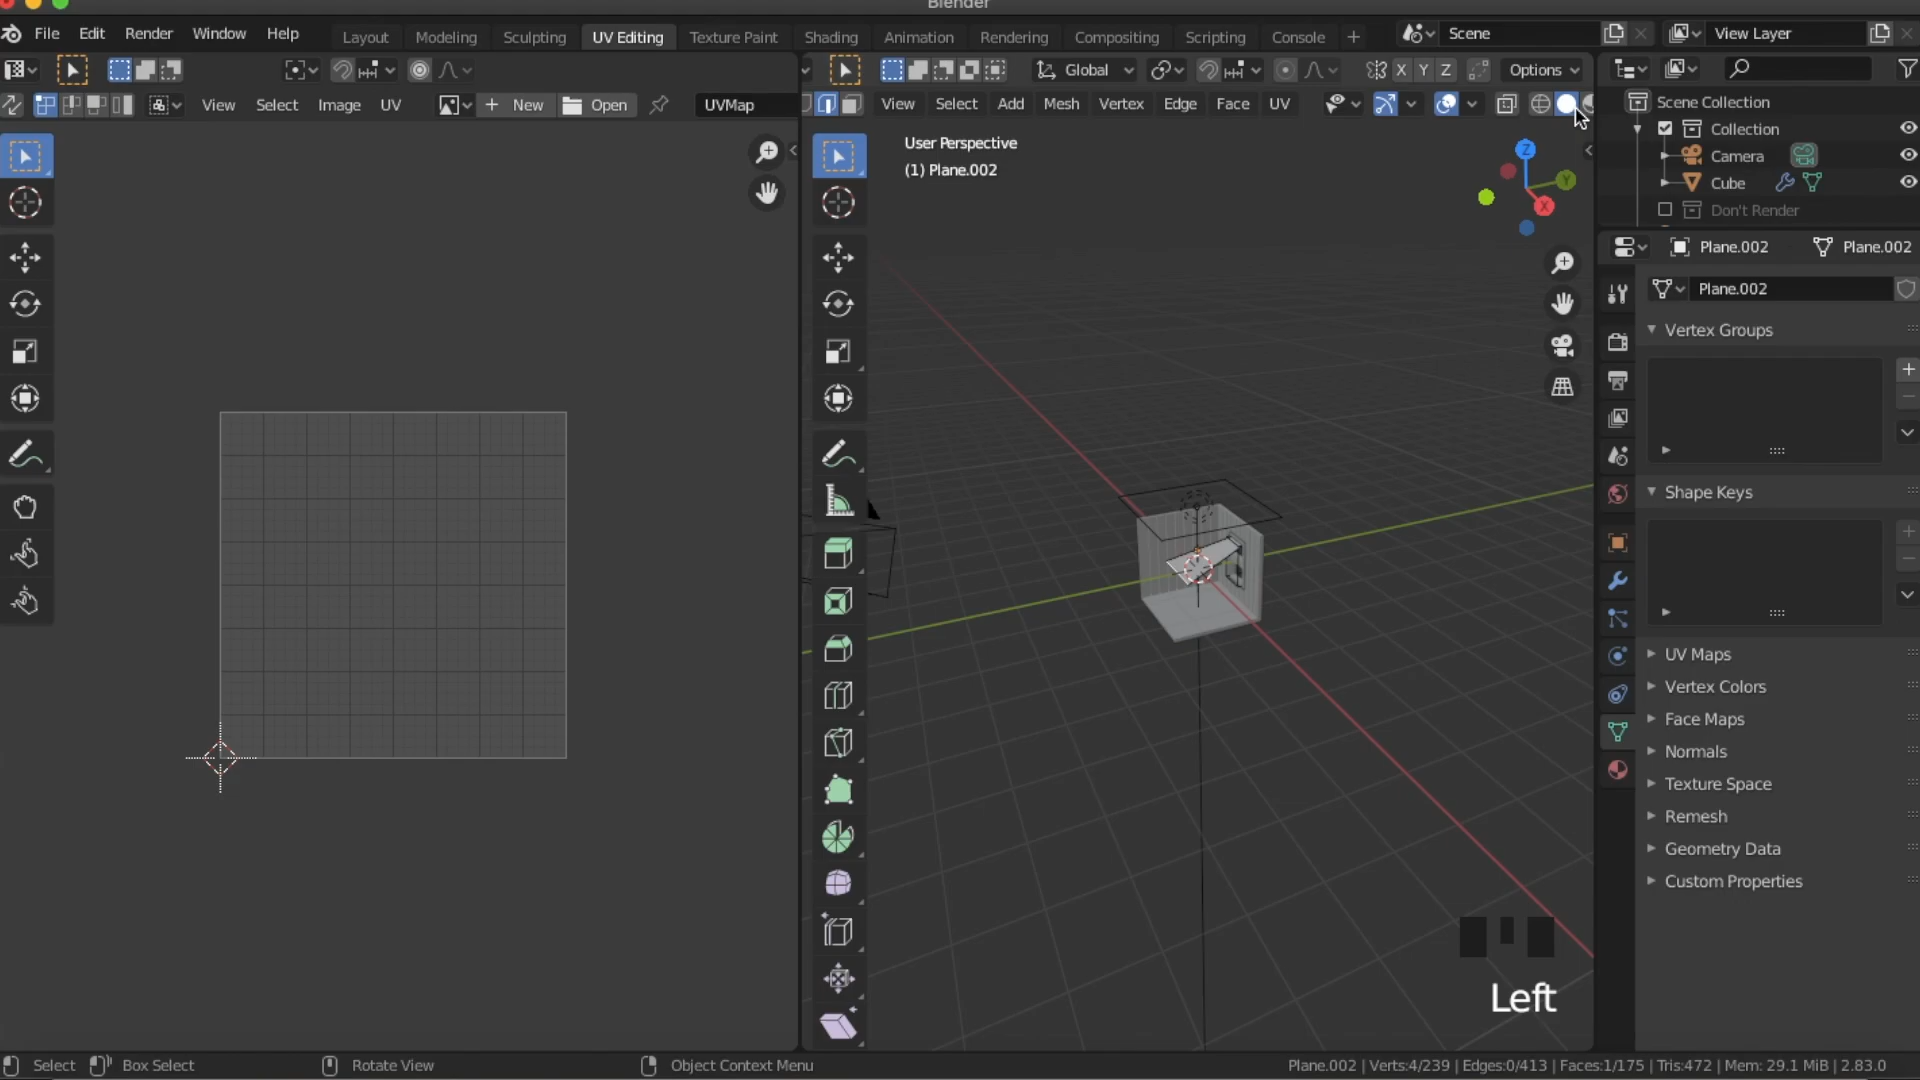 Blender
File Edit Render Window Help Layout Modeling Sculpting UV Editing Texture Paint Shading Animation Rendering Compositing Scripting Console + Scene View Layer
Global X Y Z Options
View Select Image UV New Open UVMap
View Select Add Mesh Vertex Edge Face UV
Scene Collection
Collection
Camera
Cube
Don't Render
User Perspective
(1) Plane.002
Z
Y
X
Plane.002 Plane.002
Plane.002
Vertex Groups
Shape Keys
UV Maps
Vertex Colors
Face Maps
Normals
Texture Space
Remesh
Geometry Data
Custom Properties
Left
Select Box Select Rotate View Object Context Menu Plane.002 | Verts:4/239 | Edges:0/413 | Faces:1/175 | Tris:472 | Mem: 29.1 MiB | 2.83.0